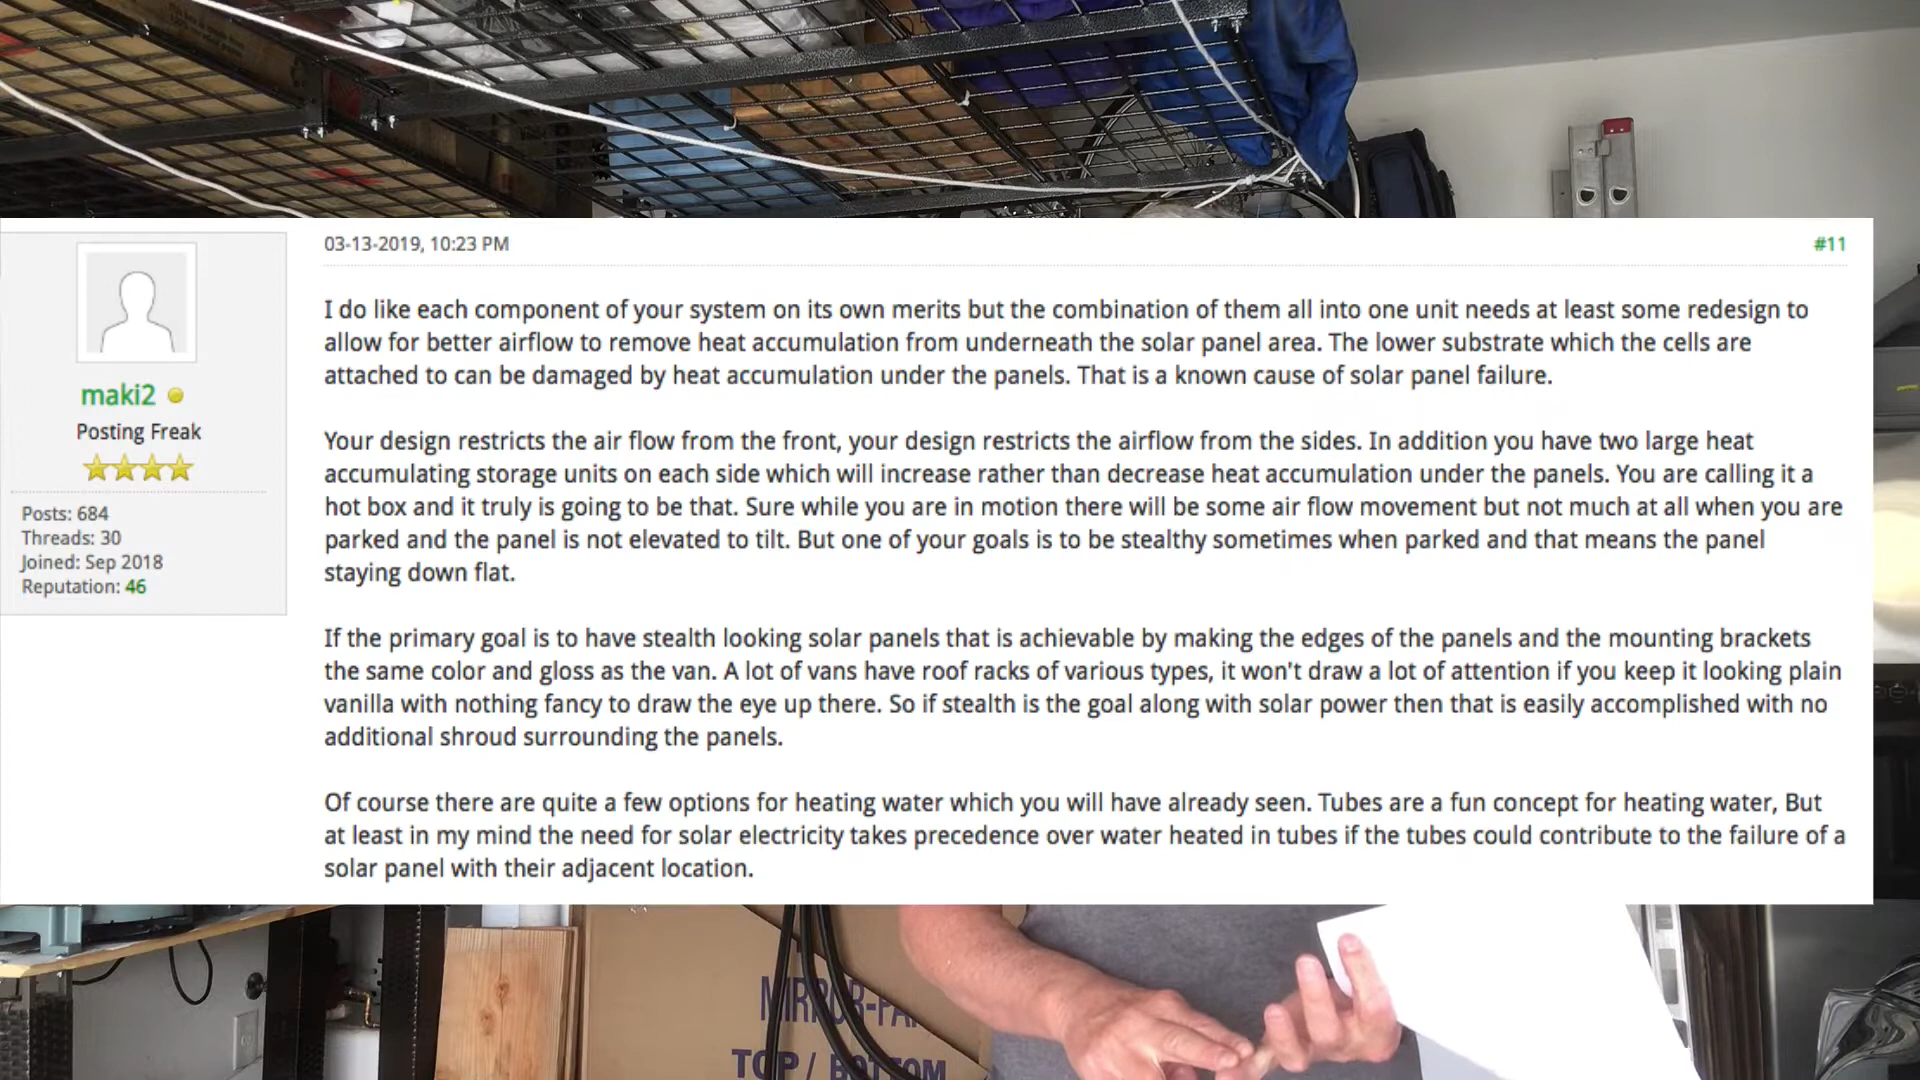 03-13-2019, 10:23 PM
#11
maki2
Posting Freak
Posts: 684
Threads: 30
Joined: Sep 2018
Reputation: 46
I do like each component of your system on its own merits but the combination of them all into one unit needs at least some redesign to
allow for better airflow to remove heat accumulation from underneath the solar panel area. The lower substrate which the cells are
attached to can be damaged by heat accumulation under the panels. That is a known cause of solar panel failure.
Your design restricts the air flow from the front, your design restricts the airflow from the sides. In addition you have two large heat
accumulating storage units on each side which will increase rather than decrease heat accumulation under the panels. You are calling it a
hot box and it truly is going to be that. Sure while you are in motion there will be some air flow movement but not much at all when you are
parked and the panel is not elevated to tilt. But one of your goals is to be stealthy sometimes when parked and that means the panel
staying down flat.
If the primary goal is to have stealth looking solar panels that is achievable by making the edges of the panels and the mounting brackets
the same color and gloss as the van. A lot of vans have roof racks of various types, it won't draw a lot of attention if you keep it looking plain
vanilla with nothing fancy to draw the eye up there. So if stealth is the goal along with solar power then that is easily accomplished with no
additional shroud surrounding the panels.
Of course there are quite a few options for heating water which you will have already seen. Tubes are a fun concept for heating water, But
at least in my mind the need for solar electricity takes precedence over water heated in tubes if the tubes could contribute to the failure of a
solar panel with their adjacent location.
TOP / BOTTOM